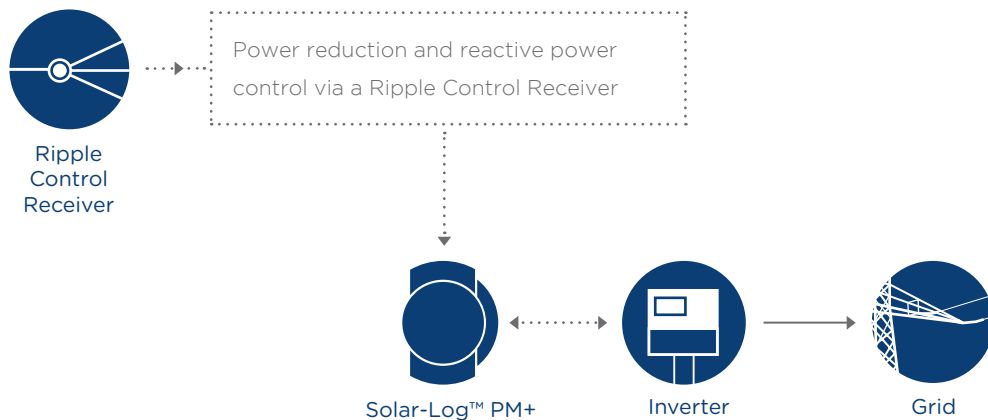 Power reduction and reactive power
control via a Ripple Control Receiver
Ripple
Control
Receiver
Solar-Log™ PM+
Inverter
Grid